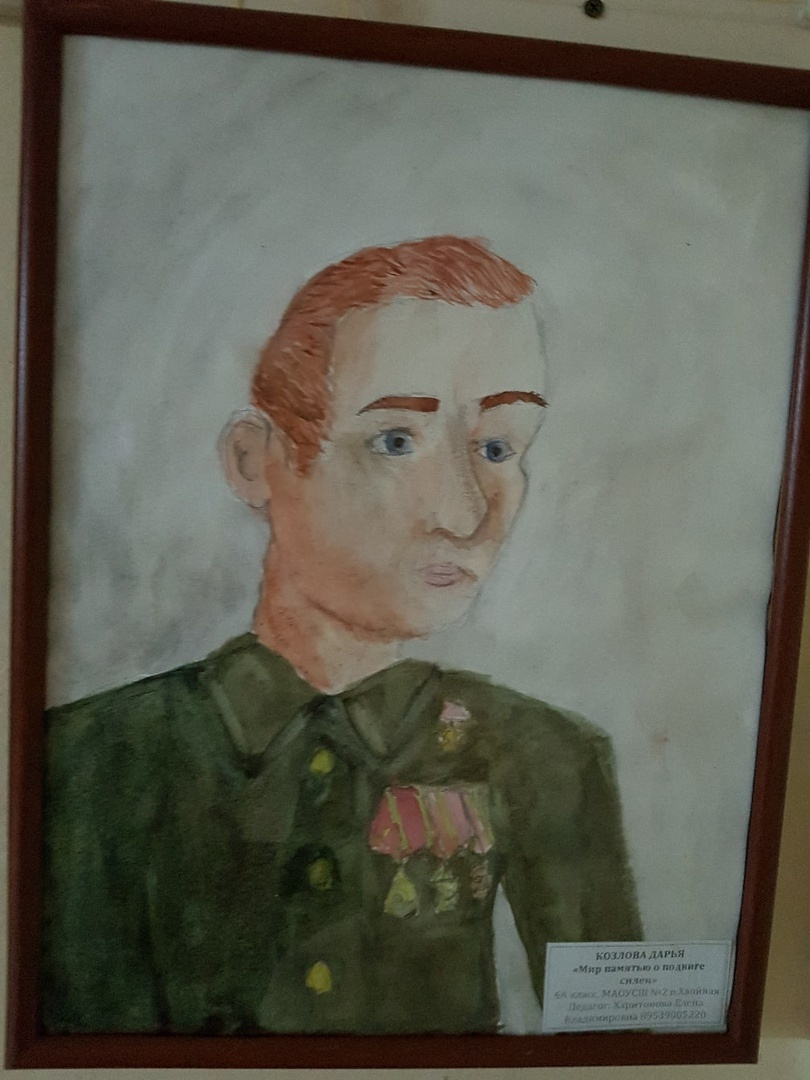 КОЗЛОВА ДАРЬЯ
«Мир памятью о подвиге
силен»
6А класс, МАОУСШ №2 п.Хвойная
Педагог: Харитонова Елена
Владимировна 89539005220